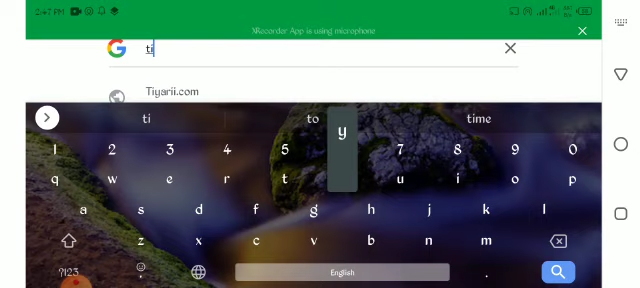 2:47 PM
XRecorder App is using microphone
ti
Tiyarii.com
ti to time
y
1 2 3 4 5 7 8 9 0
q w e r t u i o p
a s d f g h j k l
z x c v b n m
?123 English .